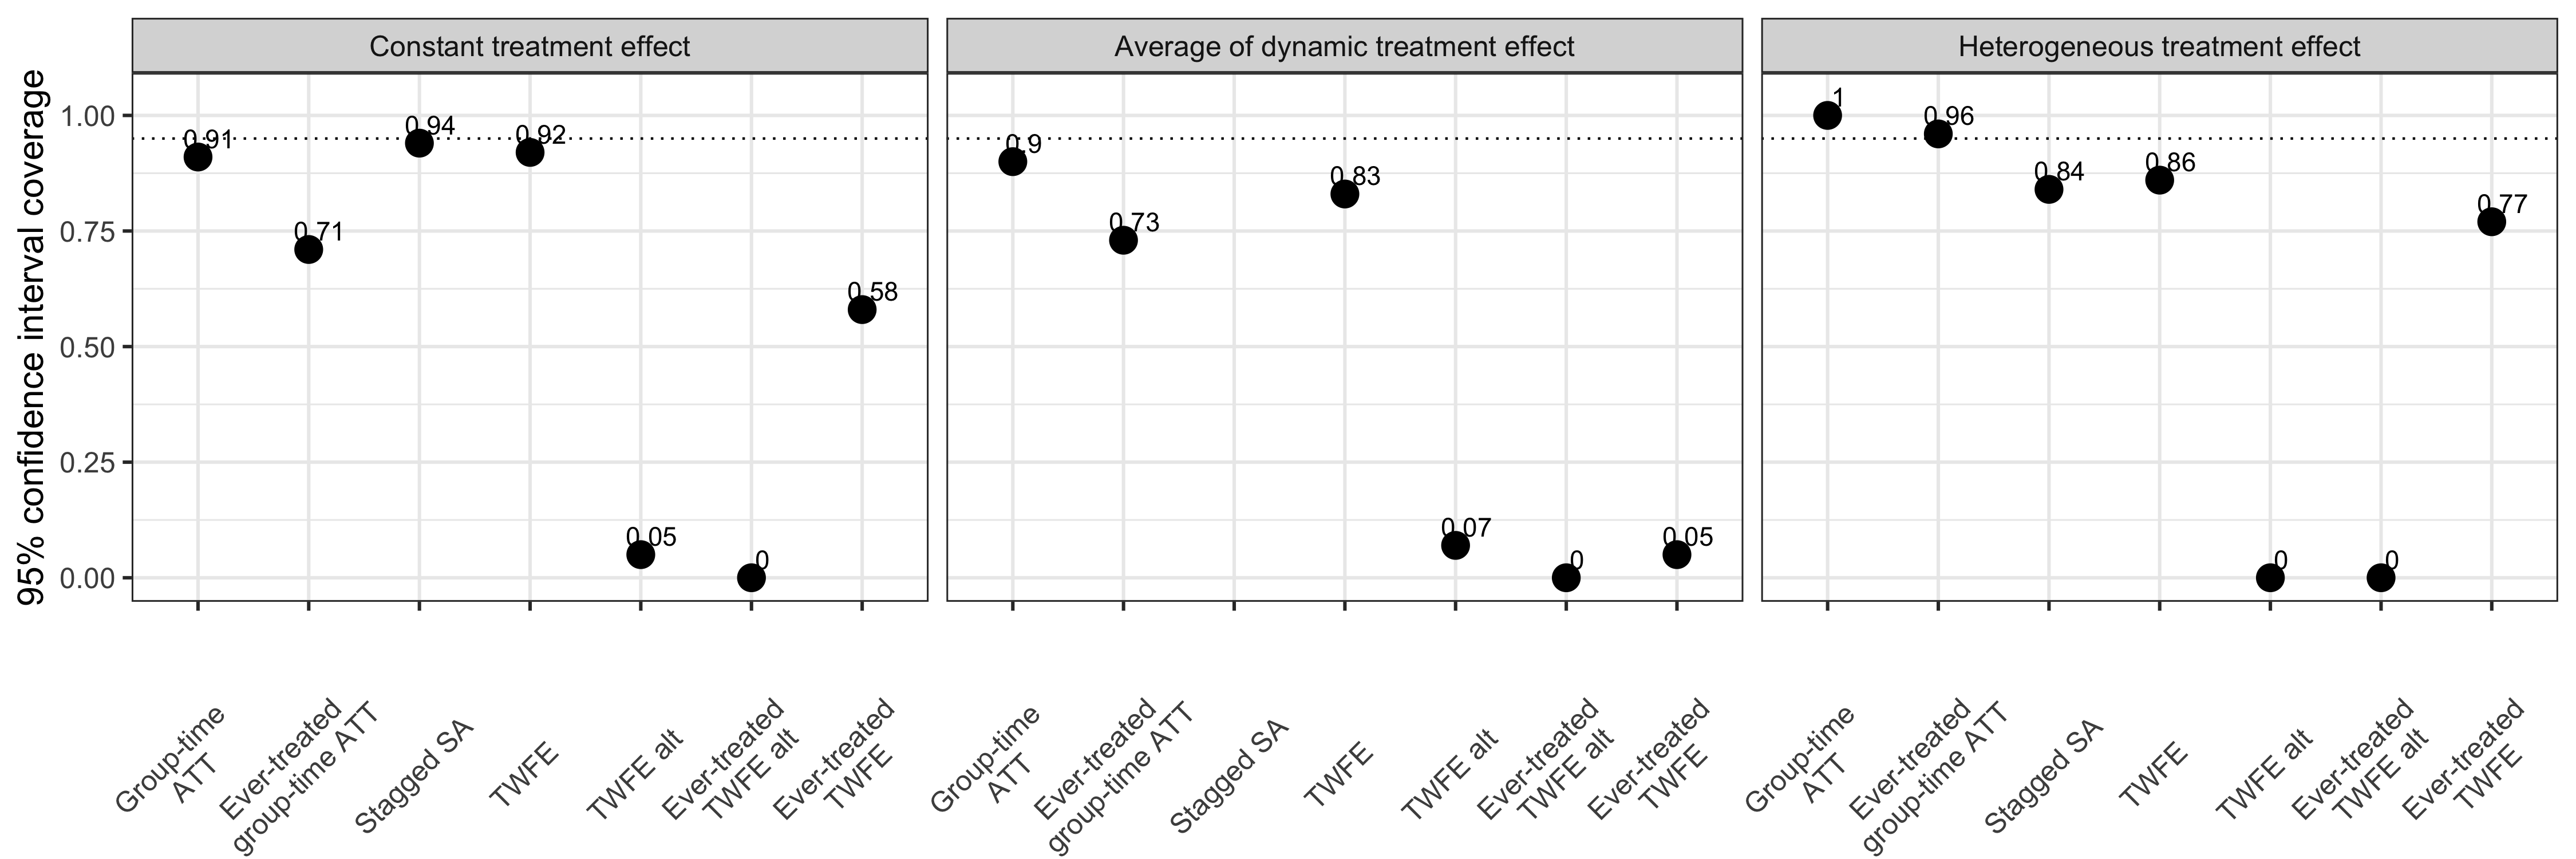 Constant treatment effect
Average of dynamic treatment effect
Heterogeneous treatment effect
95% confidence interval coverage
1.00
0.75
0.50
0.25
0.00
0.91
0.71
0.94
0.92
0.05
0
0.58
0.9
0.73
0.83
0.07
0
0.05
1
0.96
0.84
0.86
0
0
0.77
Group-time
ATT
Ever-treated
group-time ATT
Stagged SA
TWFE
TWFE alt
Ever-treated
TWFE alt
Ever-treated
TWFE
Group-time
ATT
Ever-treated
group-time ATT
Stagged SA
TWFE
TWFE alt
Ever-treated
TWFE alt
Ever-treated
TWFE
Group-time
ATT
Ever-treated
group-time ATT
Stagged SA
TWFE
TWFE alt
Ever-treated
TWFE alt
Ever-treated
TWFE